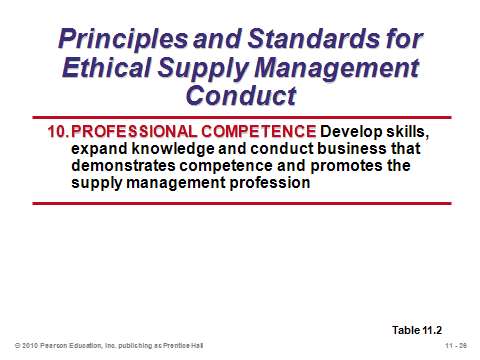 Principles and Standards for
Ethical Supply Management
Conduct
10. PROFESSIONAL COMPETENCE Develop skills,
expand knowledge and conduct business that
demonstrates competence and promotes the
supply management profession
Table 11.2
© 2010 Pearson Education, Inc. publishing as Prentice Hall
11 - 28